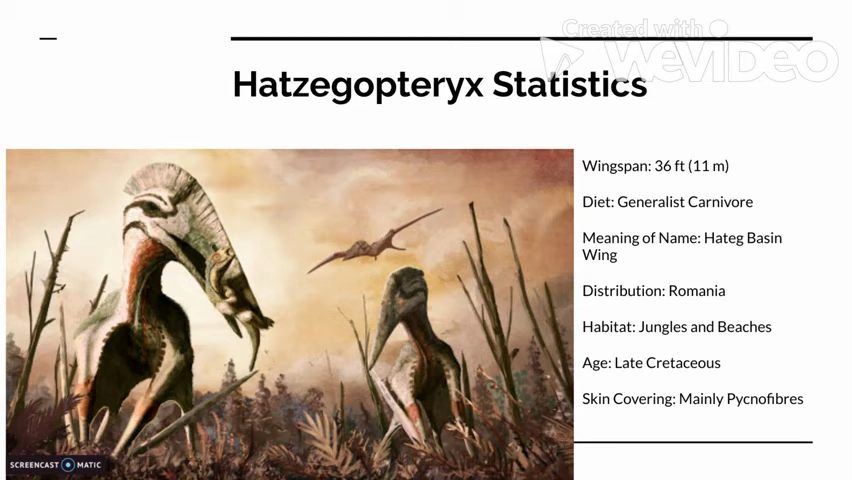 Created with
WEVIDEO
Hatzegopteryx Statistics
Wingspan: 36 ft (11 m)
Diet: Generalist Carnivore
Meaning of Name: Hateg Basin
Wing
Distribution: Romania
Habitat: Jungles and Beaches
Age: Late Cretaceous
Skin Covering: Mainly Pycnofibres
SCREENCAST MATIC